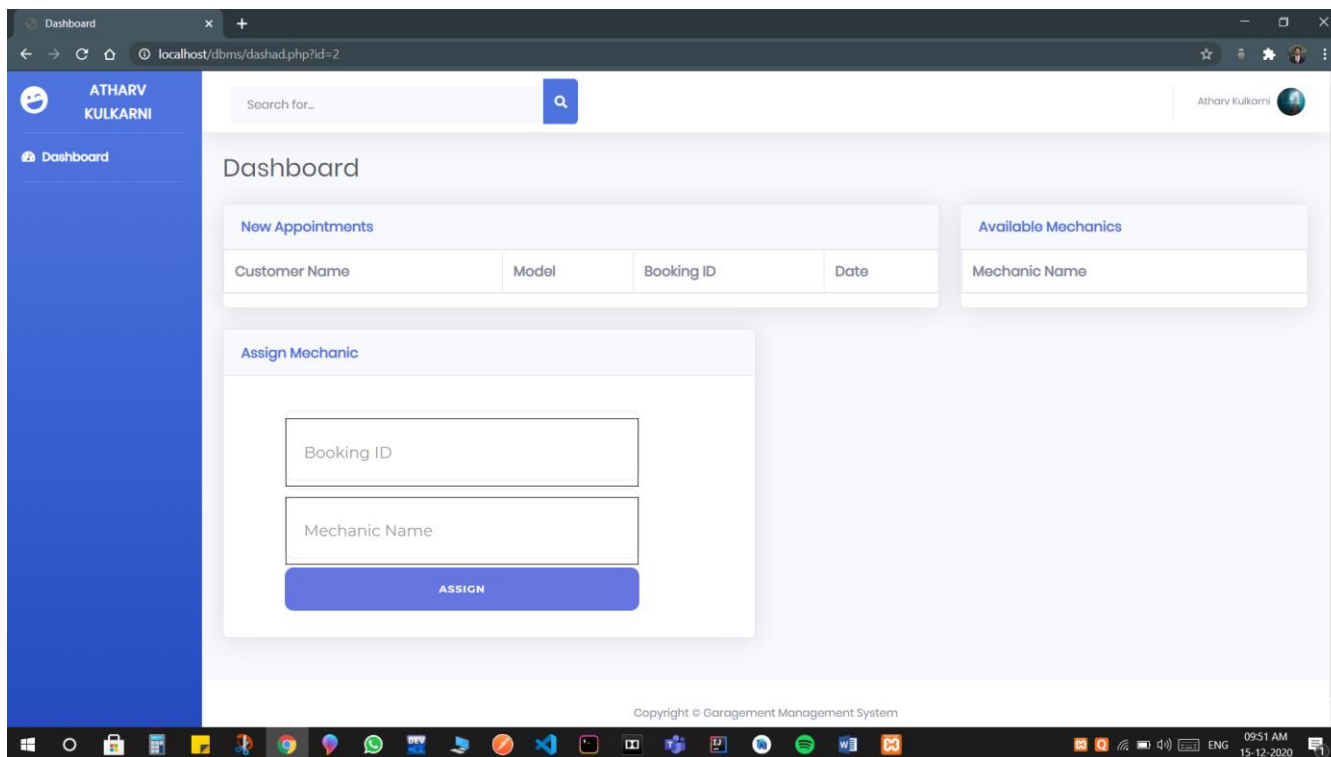 Dashboard
localhost/dbms/dashad.php?id=2
ATHARV
KULKARNI
Search for...
Atharv Kulkarni
Dashboard
Dashboard
New Appointments
Available Mechanics
Customer Name Model Booking ID Date
Mechanic Name
Assign Mechanic
Booking ID
Mechanic Name
ASSIGN
Copyright © Garagement Management System
DEV
ENG
09:51 AM
15-12-2020